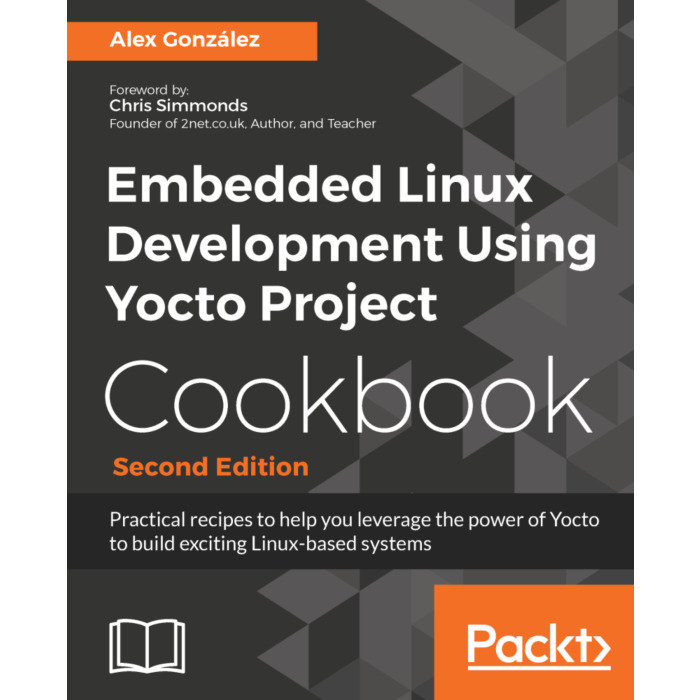 Alex González
Foreword by:
Chris Simmonds
Founder of 2net.co.uk, Author, and Teacher
Embedded Linux
Development Using
Yocto Project
Cookbook
Second Edition
Practical recipes to help you leverage the power of Yocto
to build exciting Linux-based systems
Packt>